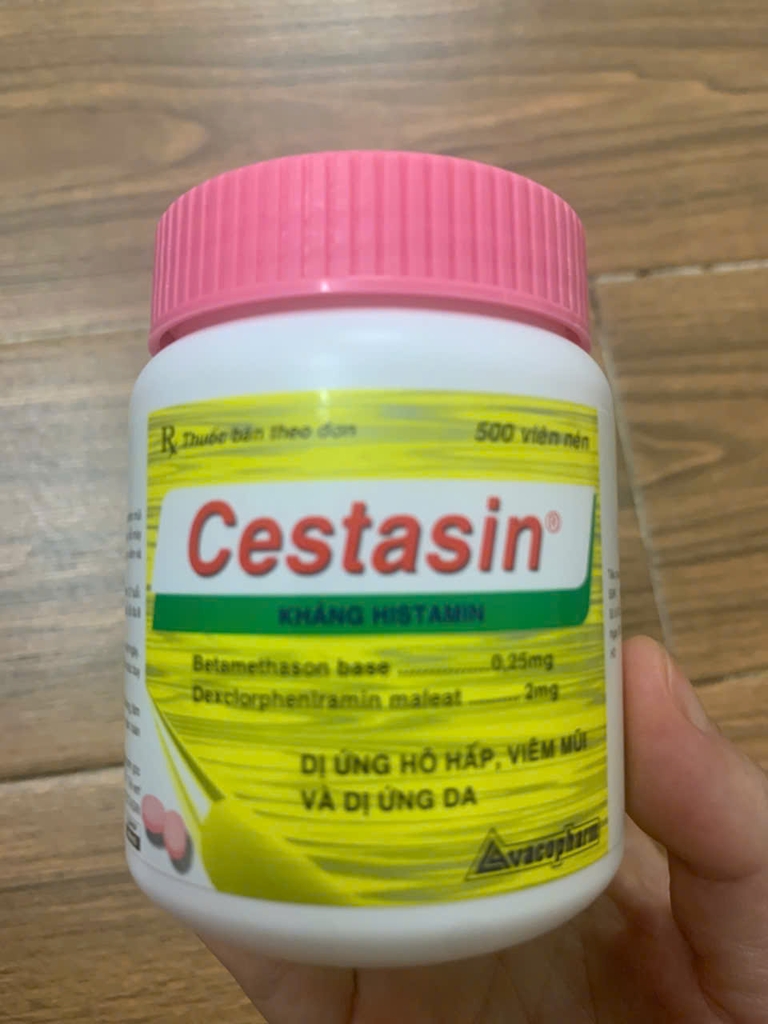 Rx Thuốc bán theo đơn
500 viên nén
Cestasin®
KHÁNG HISTAMIN
Betamethason base ............... 0,25mg
Dexclorpheniramin maleat ......... 2mg
DỊ ỨNG HÔ HẤP, VIÊM MŨI
VÀ DỊ ỨNG DA
Vacopharm